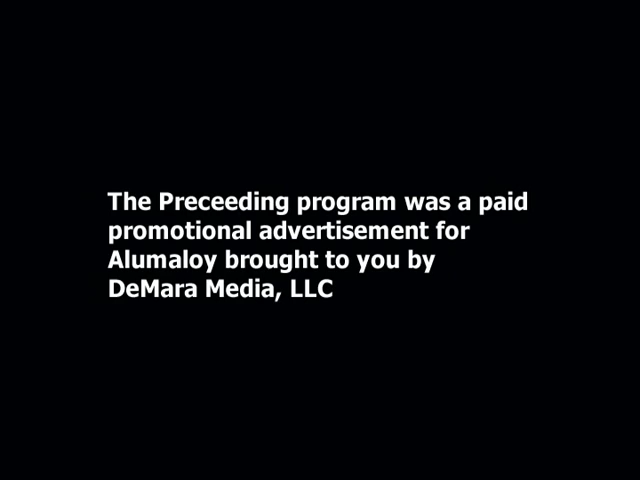 The Preceeding program was a paid
promotional advertisement for
Alumaloy brought to you by
DeMara Media, LLC